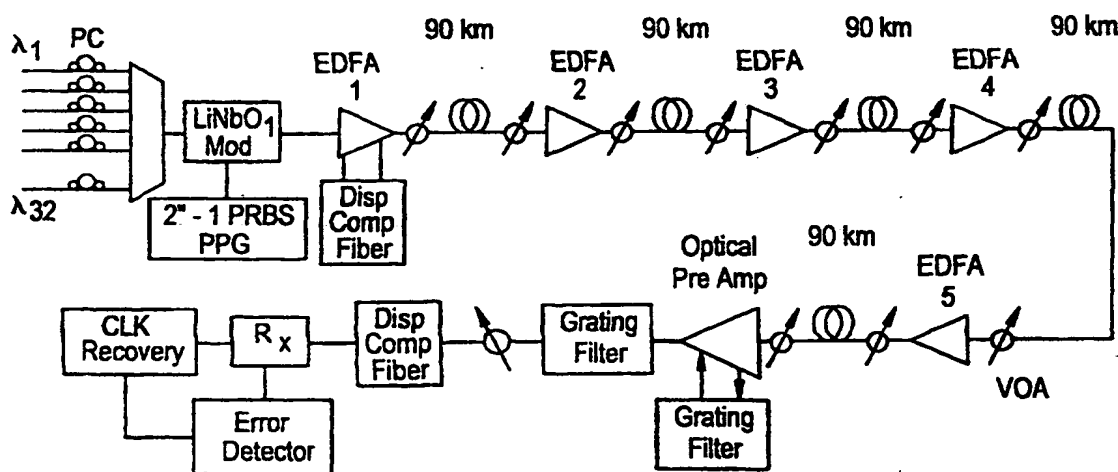 λ1
PC
λ32
LiNbO1
Mod
2" - 1 PRBS
PPG
EDFA
1
Disp
Comp
Fiber
90 km
EDFA
2
90 km
EDFA
3
90 km
EDFA
4
90 km
VOA
EDFA
5
90 km
Optical
Pre Amp
Grating
Filter
Grating
Filter
Disp
Comp
Fiber
Rx
CLK
Recovery
Error
Detector